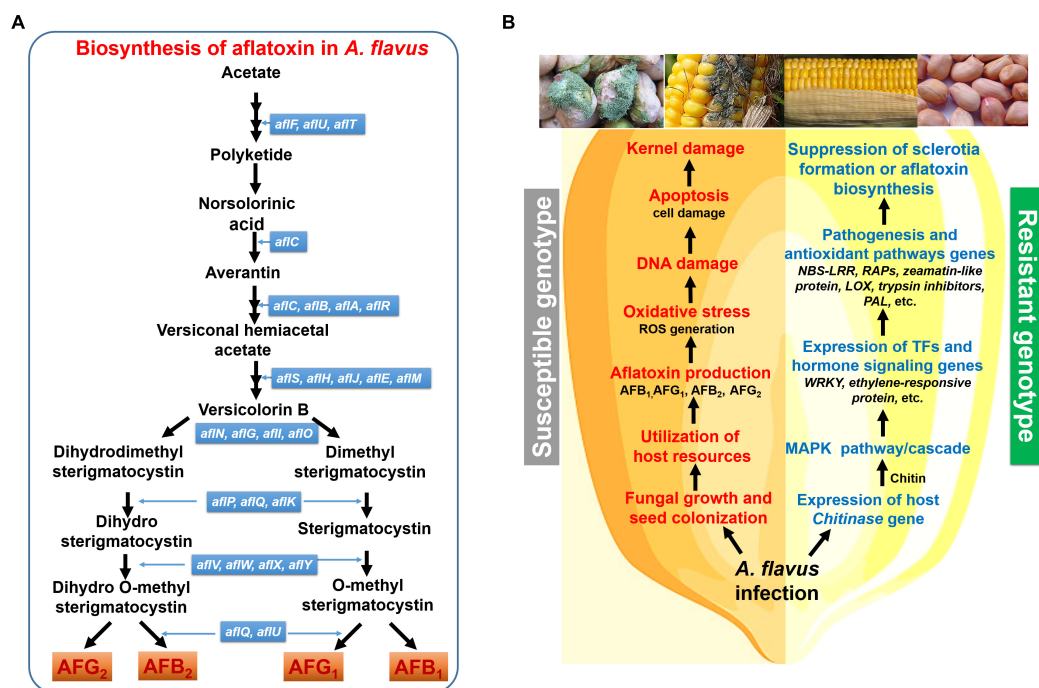 A
Biosynthesis of aflatoxin in A. flavus
Acetate
aflF, aflU, aflT
Polyketide
Norsolorinic
acid
aflC
Averantin
aflC, aflB, aflA, aflR
Versiconal hemiacetal
acetate
aflS, aflH, aflJ, aflE, aflM
Versicolorin B
aflN, aflG, aflI, aflO
Dihydrodimethyl
sterigmatocystin
Dimethyl
sterigmatocystin
aflP, aflQ, aflK
Dihydro
sterigmatocystin
Sterigmatocystin
aflV, aflW, aflX, aflY
Dihydro O-methyl
sterigmatocystin
O-methyl
sterigmatocystin
aflQ, aflU
AFG2
AFB2
AFG1
AFB1
B
Susceptible genotype
Kernel damage
Apoptosis
cell damage
DNA damage
Oxidative stress
ROS generation
Aflatoxin production
AFB1, AFG1, AFB2, AFG2
Utilization of
host resources
Fungal growth and
seed colonization
Suppression of sclerotia
formation or aflatoxin
biosynthesis
Pathogenesis and
antioxidant pathways genes
NBS-LRR, RAPs, zeamatin-like
protein, LOX, trypsin inhibitors,
PAL, etc.
Expression of TFs and
hormone signaling genes
WRKY, ethylene-responsive
protein, etc.
MAPK pathway/cascade
Chitin
Expression of host
Chitinase gene
A. flavus
infection
Resistant genotype